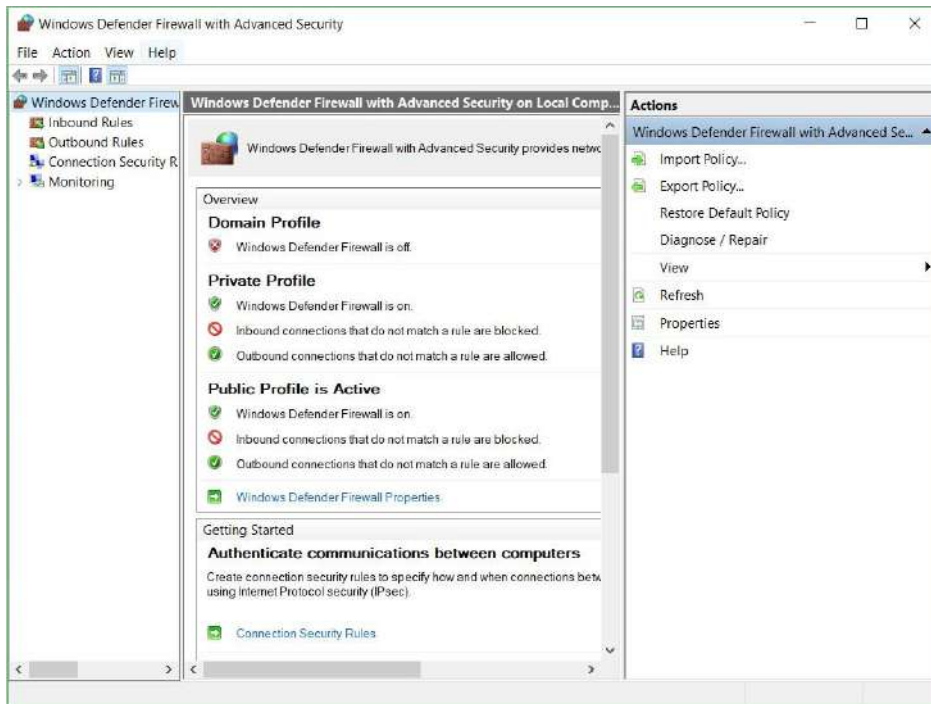 Windows Defender Firewall with Advanced Security
File Action View Help
Windows Defender Firew
Inbound Rules
Outbound Rules
Connection Security R
Monitoring
Windows Defender Firewall with Advanced Security on Local Comp...
Windows Defender Firewall with Advanced Security provides netwo
Overview
Domain Profile
Windows Defender Firewall is off.
Private Profile
Windows Defender Firewall is on.
Inbound connections that do not match a rule are blocked.
Outbound connections that do not match a rule are allowed.
Public Profile is Active
Windows Defender Firewall is on.
Inbound connections that do not match a rule are blocked.
Outbound connections that do not match a rule are allowed.
Windows Defender Firewall Properties
Getting Started
Authenticate communications between computers
Create connection security rules to specify how and when connections betw
using Internet Protocol security (IPsec).
Connection Security Rules
Actions
Windows Defender Firewall with Advanced Se...
Import Policy...
Export Policy...
Restore Default Policy
Diagnose / Repair
View
Refresh
Properties
Help